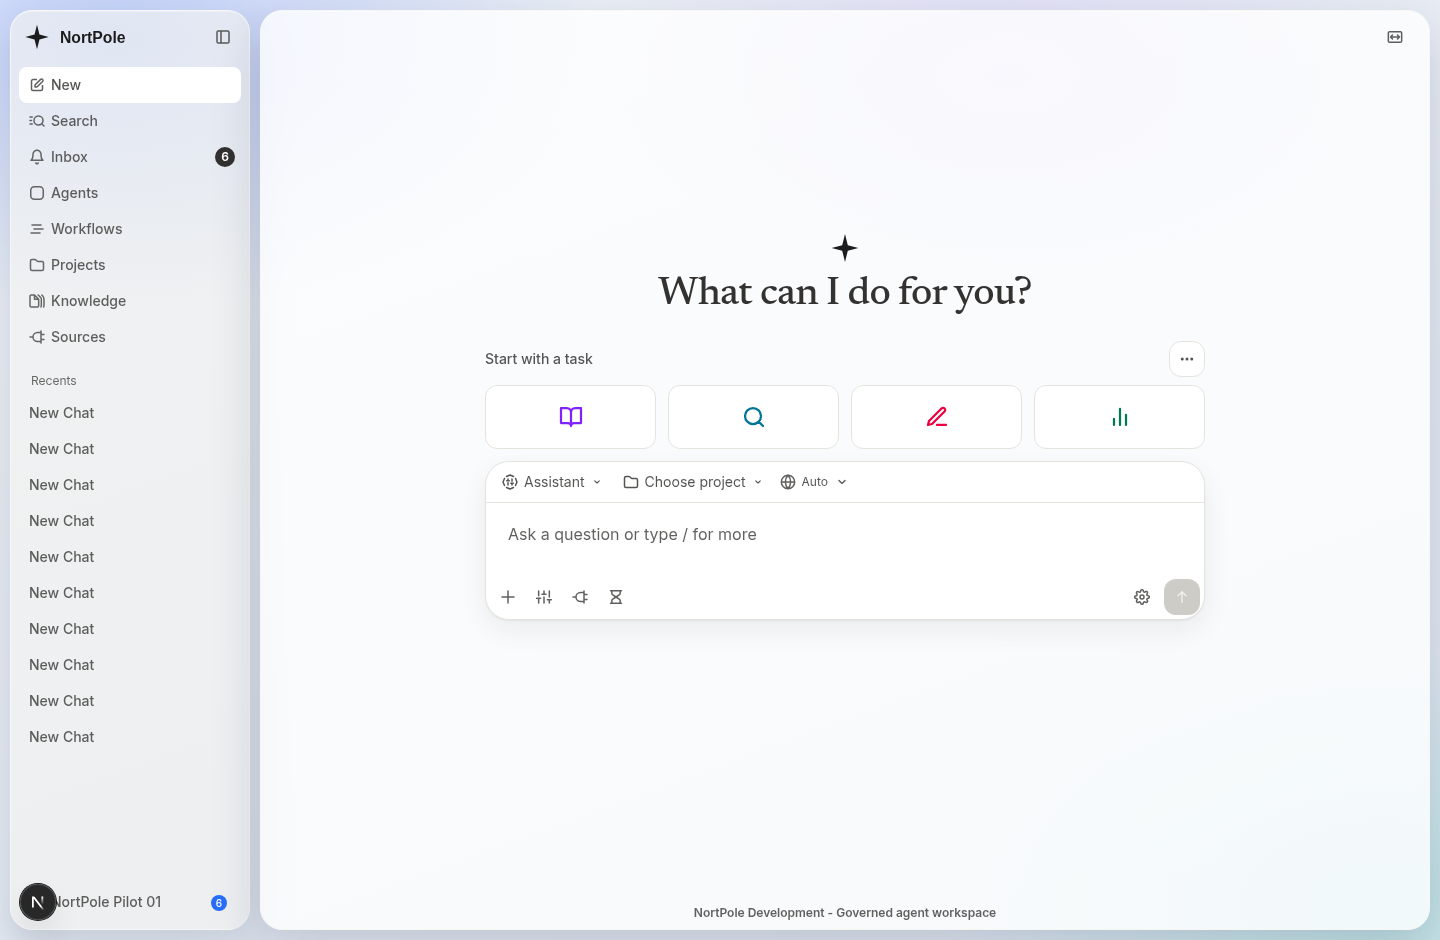 NortPole
New
Search
Inbox
6
Agents
Workflows
Projects
Knowledge
Sources
Recents
New Chat
New Chat
New Chat
New Chat
New Chat
New Chat
New Chat
New Chat
New Chat
New Chat
N
NortPole Pilot 01
6
What can I do for you?
Start with a task
Assistant
Choose project
Auto
Ask a question or type / for more
NortPole Development - Governed agent workspace